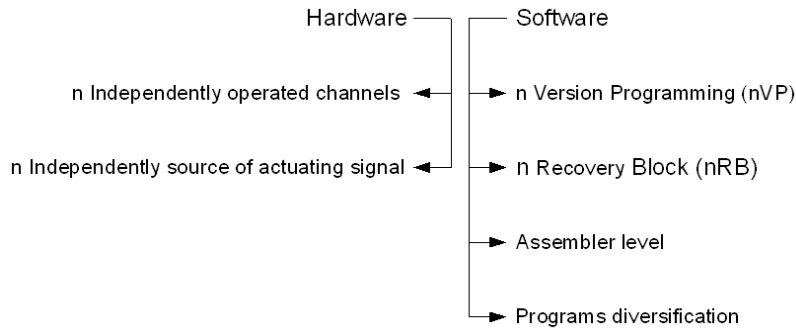 Hardware
n Independently operated channels
n Independently source of actuating signal
Software
n Version Programming (nVP)
n Recovery Block (nRB)
Assembler level
Programs diversification